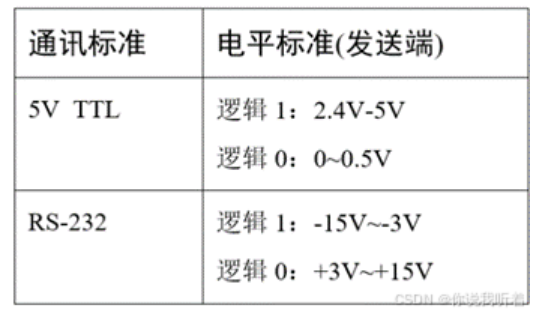 通讯标准
电平标准(发送端)
5V TTL
逻辑 1：2.4V-5V
逻辑 0：0~0.5V
RS-232
逻辑 1：-15V~-3V
逻辑 0：+3V~+15V
CSDN @你说我听着